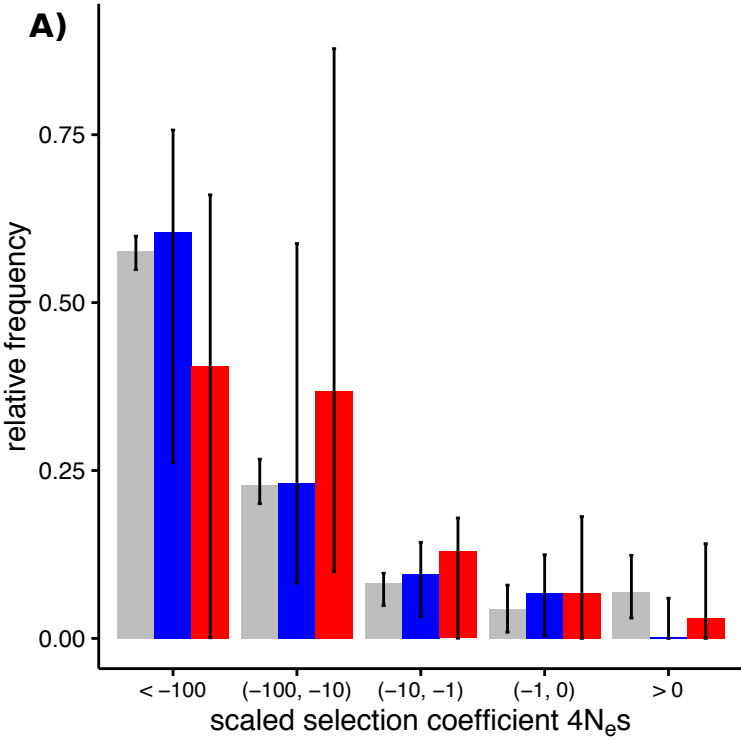 A)
relative frequency
0.75
0.50
0.25
0.00
< −100 (−100, −10) (−10, −1) (−1, 0) > 0
scaled selection coefficient 4Nes